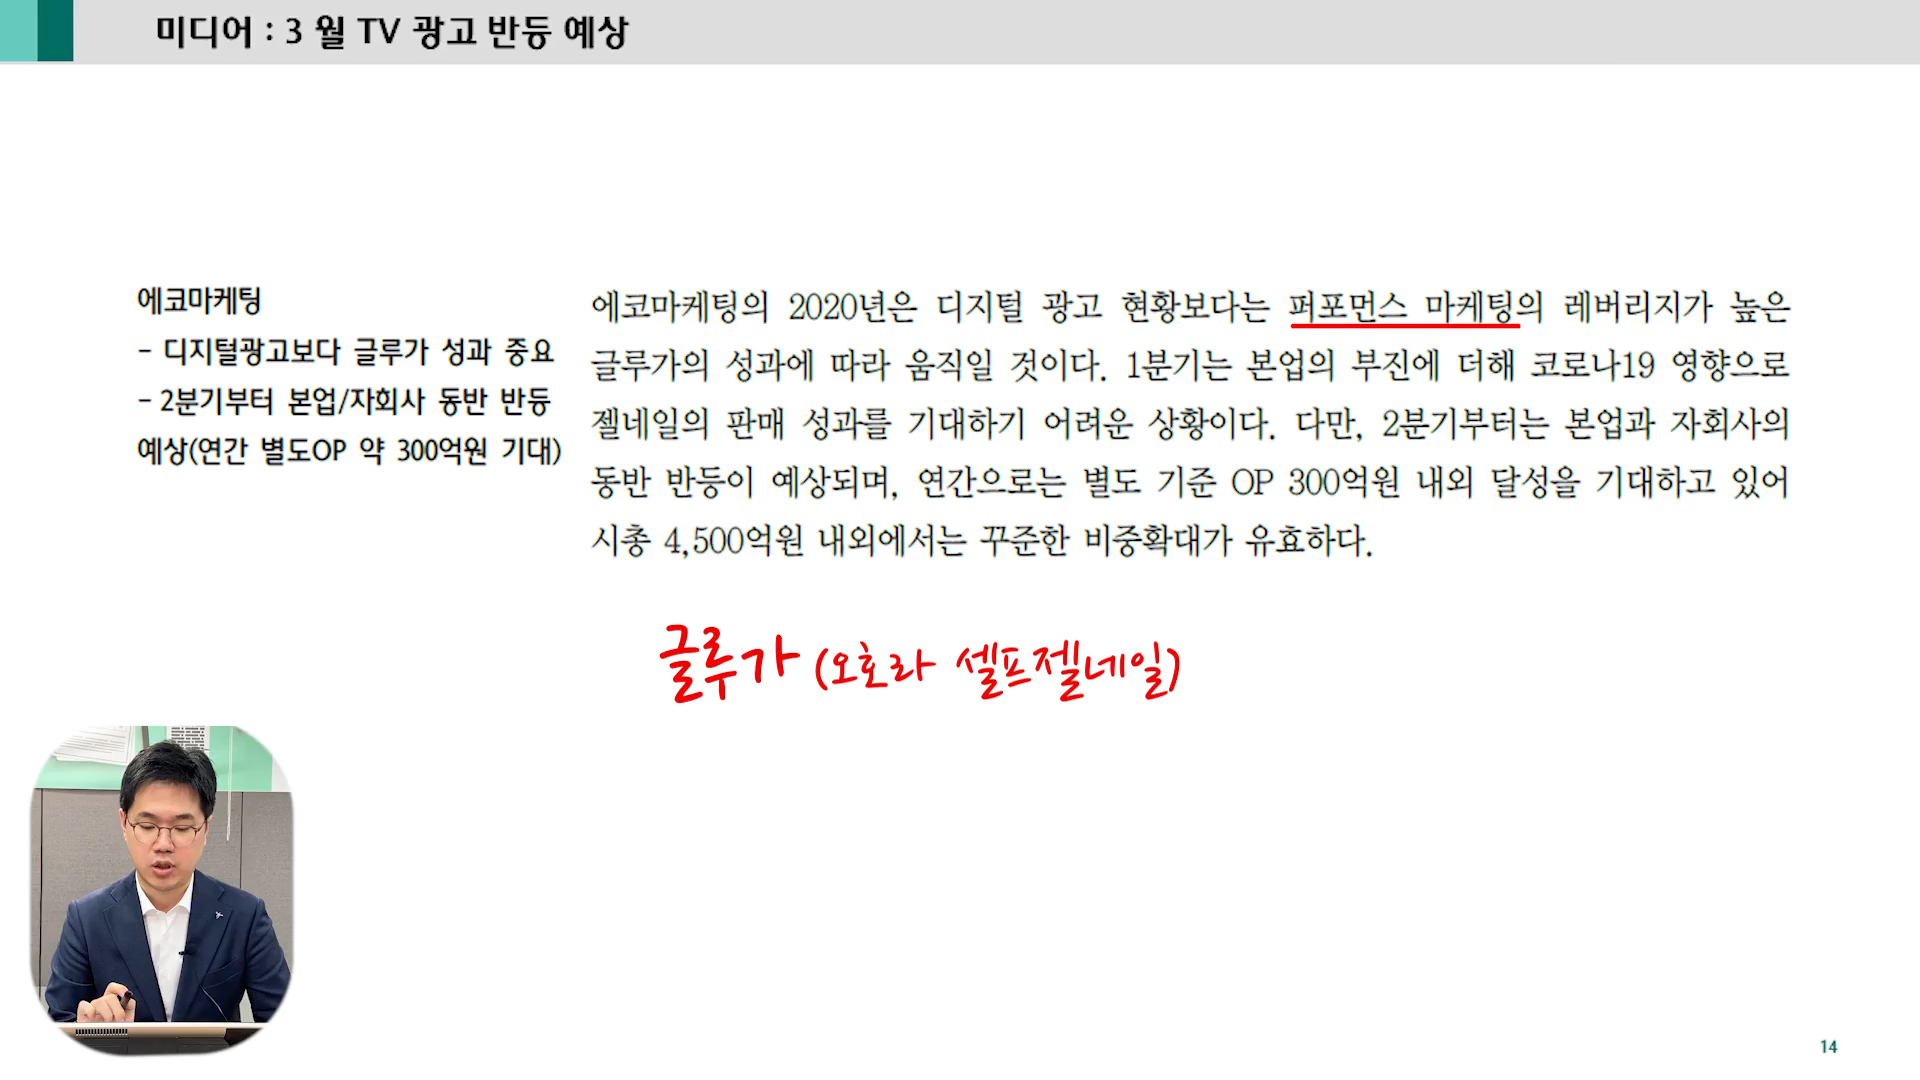 미디어 : 3월 TV 광고 반등 예상
에코마케팅
- 디지털광고보다 글루가 성과 중요
- 2분기부터 본업/자회사 동반 반등
예상(연간 별도OP 약 300억원 기대)
에코마케팅의 2020년은 디지털 광고 현황보다는 퍼포먼스 마케팅의 레버리지가 높은
글루가의 성과에 따라 움직일 것이다. 1분기는 본업의 부진에 더해 코로나19 영향으로
젤네일의 판매 성과를 기대하기 어려운 상황이다. 다만, 2분기부터는 본업과 자회사의
동반 반등이 예상되며, 연간으로는 별도 기준 OP 300억원 내외 달성을 기대하고 있어
시총 4,500억원 내외에서는 꾸준한 비중확대가 유효하다.
글루가 (오호라 셀프젤네일)
14